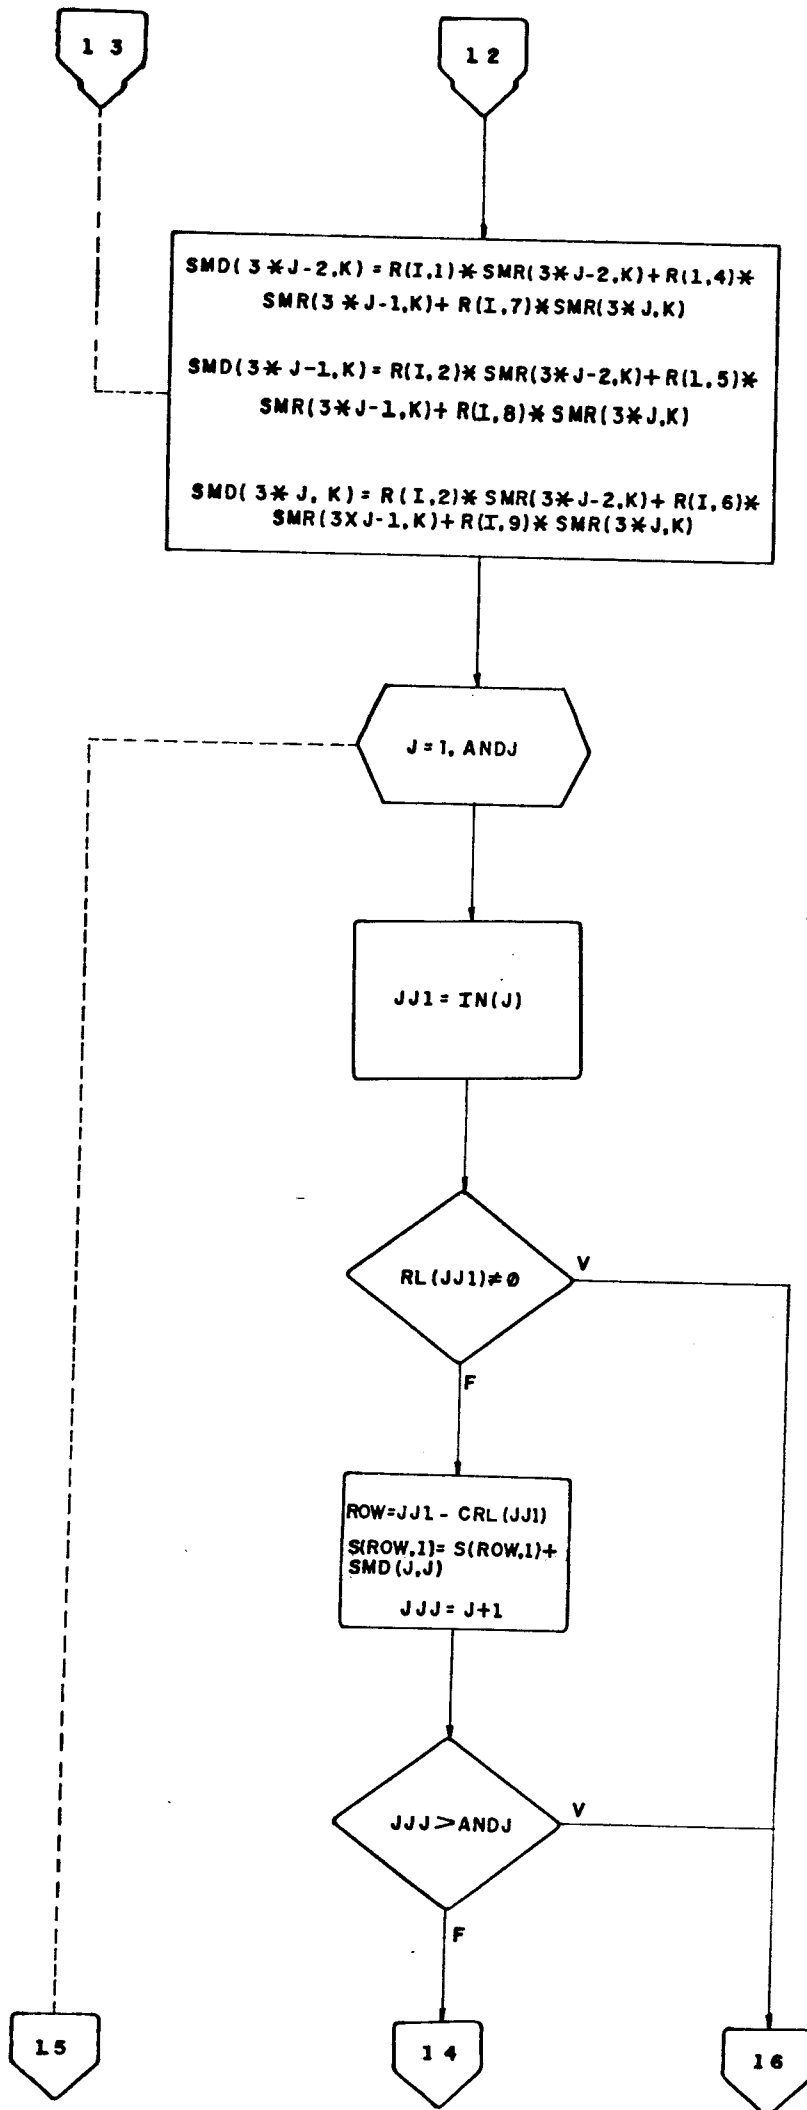 13
12
SMD(3*J-2,K) = R(I,1)*SMR(3*J-2,K)+R(1,4)*
SMR(3*J-1,K)+R(I,7)*SMR(3*J,K)
SMD(3*J-1,K) = R(I,2)*SMR(3*J-2,K)+R(1,5)*
SMR(3*J-1,K)+R(I,8)*SMR(3*J,K)
SMD(3*J,K) = R(I,2)*SMR(3*J-2,K)+R(I,6)*
SMR(3XJ-1,K)+R(I,9)*SMR(3*J,K)
J=1, ANDJ
JJ1 = IN(J)
RL(JJ1)≠0
V
F
ROW=JJ1-CRL(JJ1)
S(ROW,1)=S(ROW,1)+
SMD(J,J)
JJJ=J+1
JJJ>ANDJ
V
F
15
14
16